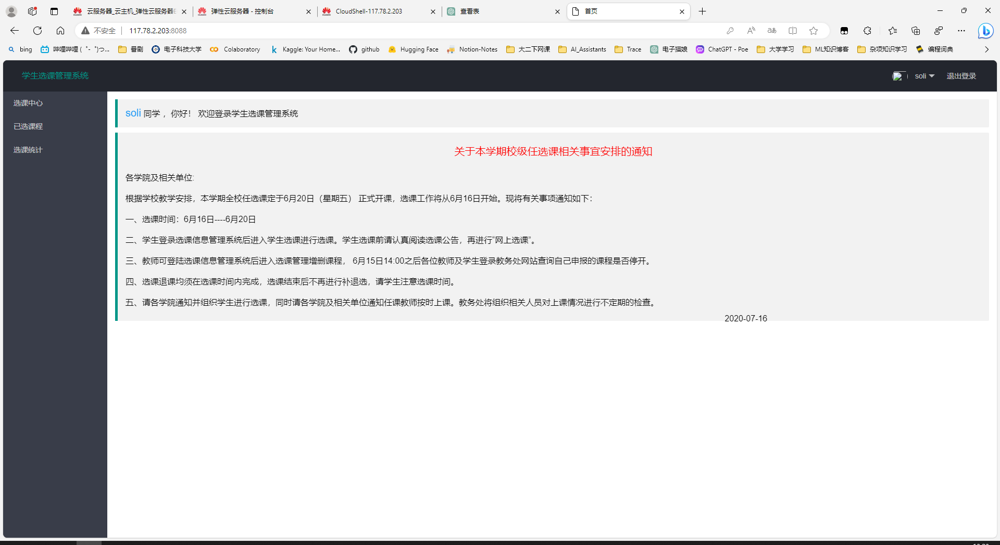 云服务器_云主机_弹性云服务器E
弹性云服务器 - 控制台
CloudShell-117.78.2.203
查看表
首页
不安全 117.78.2.203:8088
bing
哔哩哔哩 ( ゜- ゜)つ...
番剧
电子科技大学
Colaboratory
Kaggle: Your Home...
github
Hugging Face
Notion-Notes
大二下网课
AI_Assistants
Trace
电子猫娘
ChatGPT - Poe
大学学习
ML知识博客
杂项知识学习
编程词典
学生选课管理系统
soli
退出登录
选课中心
已选课程
选课统计
soli 同学 ，你好！ 欢迎登录学生选课管理系统
关于本学期校级任选课相关事宜安排的通知
各学院及相关单位:
根据学校教学安排，本学期全校任选课定于6月20日（星期五） 正式开课，选课工作将从6月16日开始。现将有关事项通知如下：
一、选课时间：6月16日----6月20日
二、学生登录选课信息管理系统后进入学生选课进行选课。学生选课前请认真阅读选课公告，再进行“网上选课”。
三、教师可登陆选课信息管理系统后进入选课管理增删课程， 6月15日14:00之后各位教师及学生登录教务处网站查询自己申报的课程是否停开。
四、选课退课均须在选课时间内完成，选课结束后不再进行补退选，请学生注意选课时间。
五、请各学院通知并组织学生进行选课，同时请各学院及相关单位通知任课教师按时上课。教务处将组织相关人员对上课情况进行不定期的检查。
2020-07-16